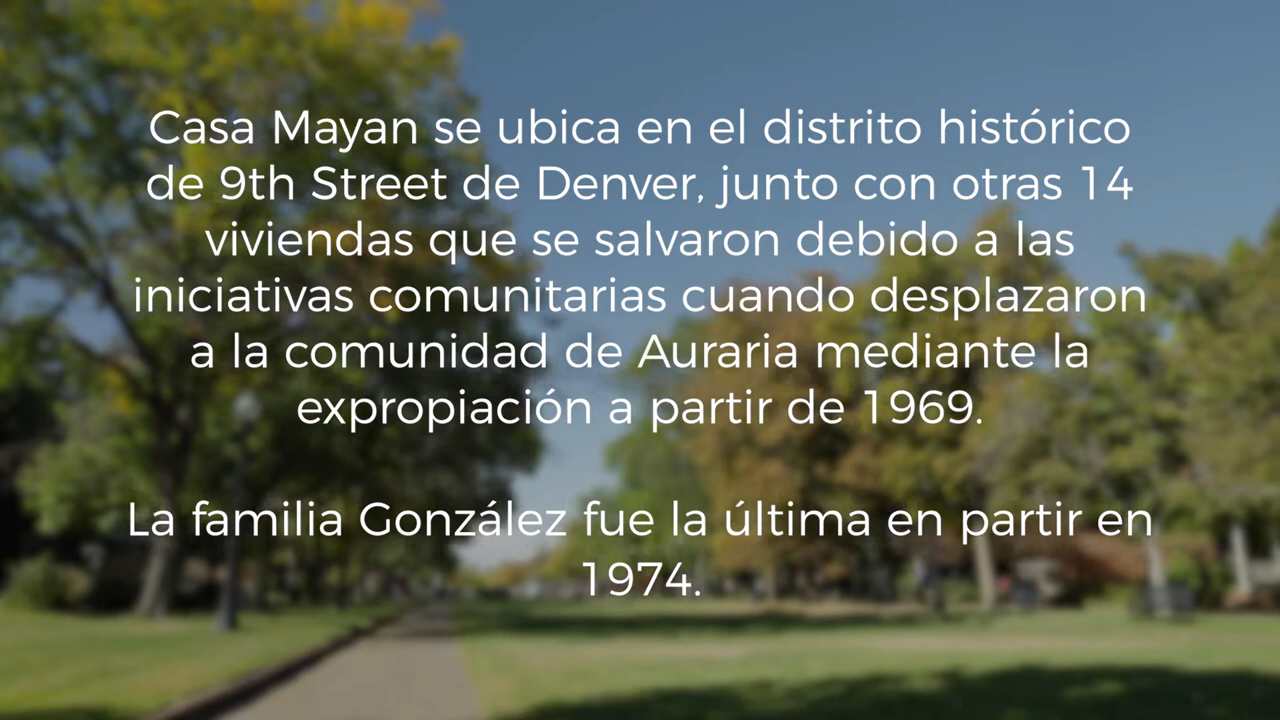 Casa Mayan se ubica en el distrito histórico
de 9th Street de Denver, junto con otras 14
viviendas que se salvaron debido a las
iniciativas comunitarias cuando desplazaron
a la comunidad de Auraria mediante la
expropiación a partir de 1969.
La familia González fue la última en partir en
1974.